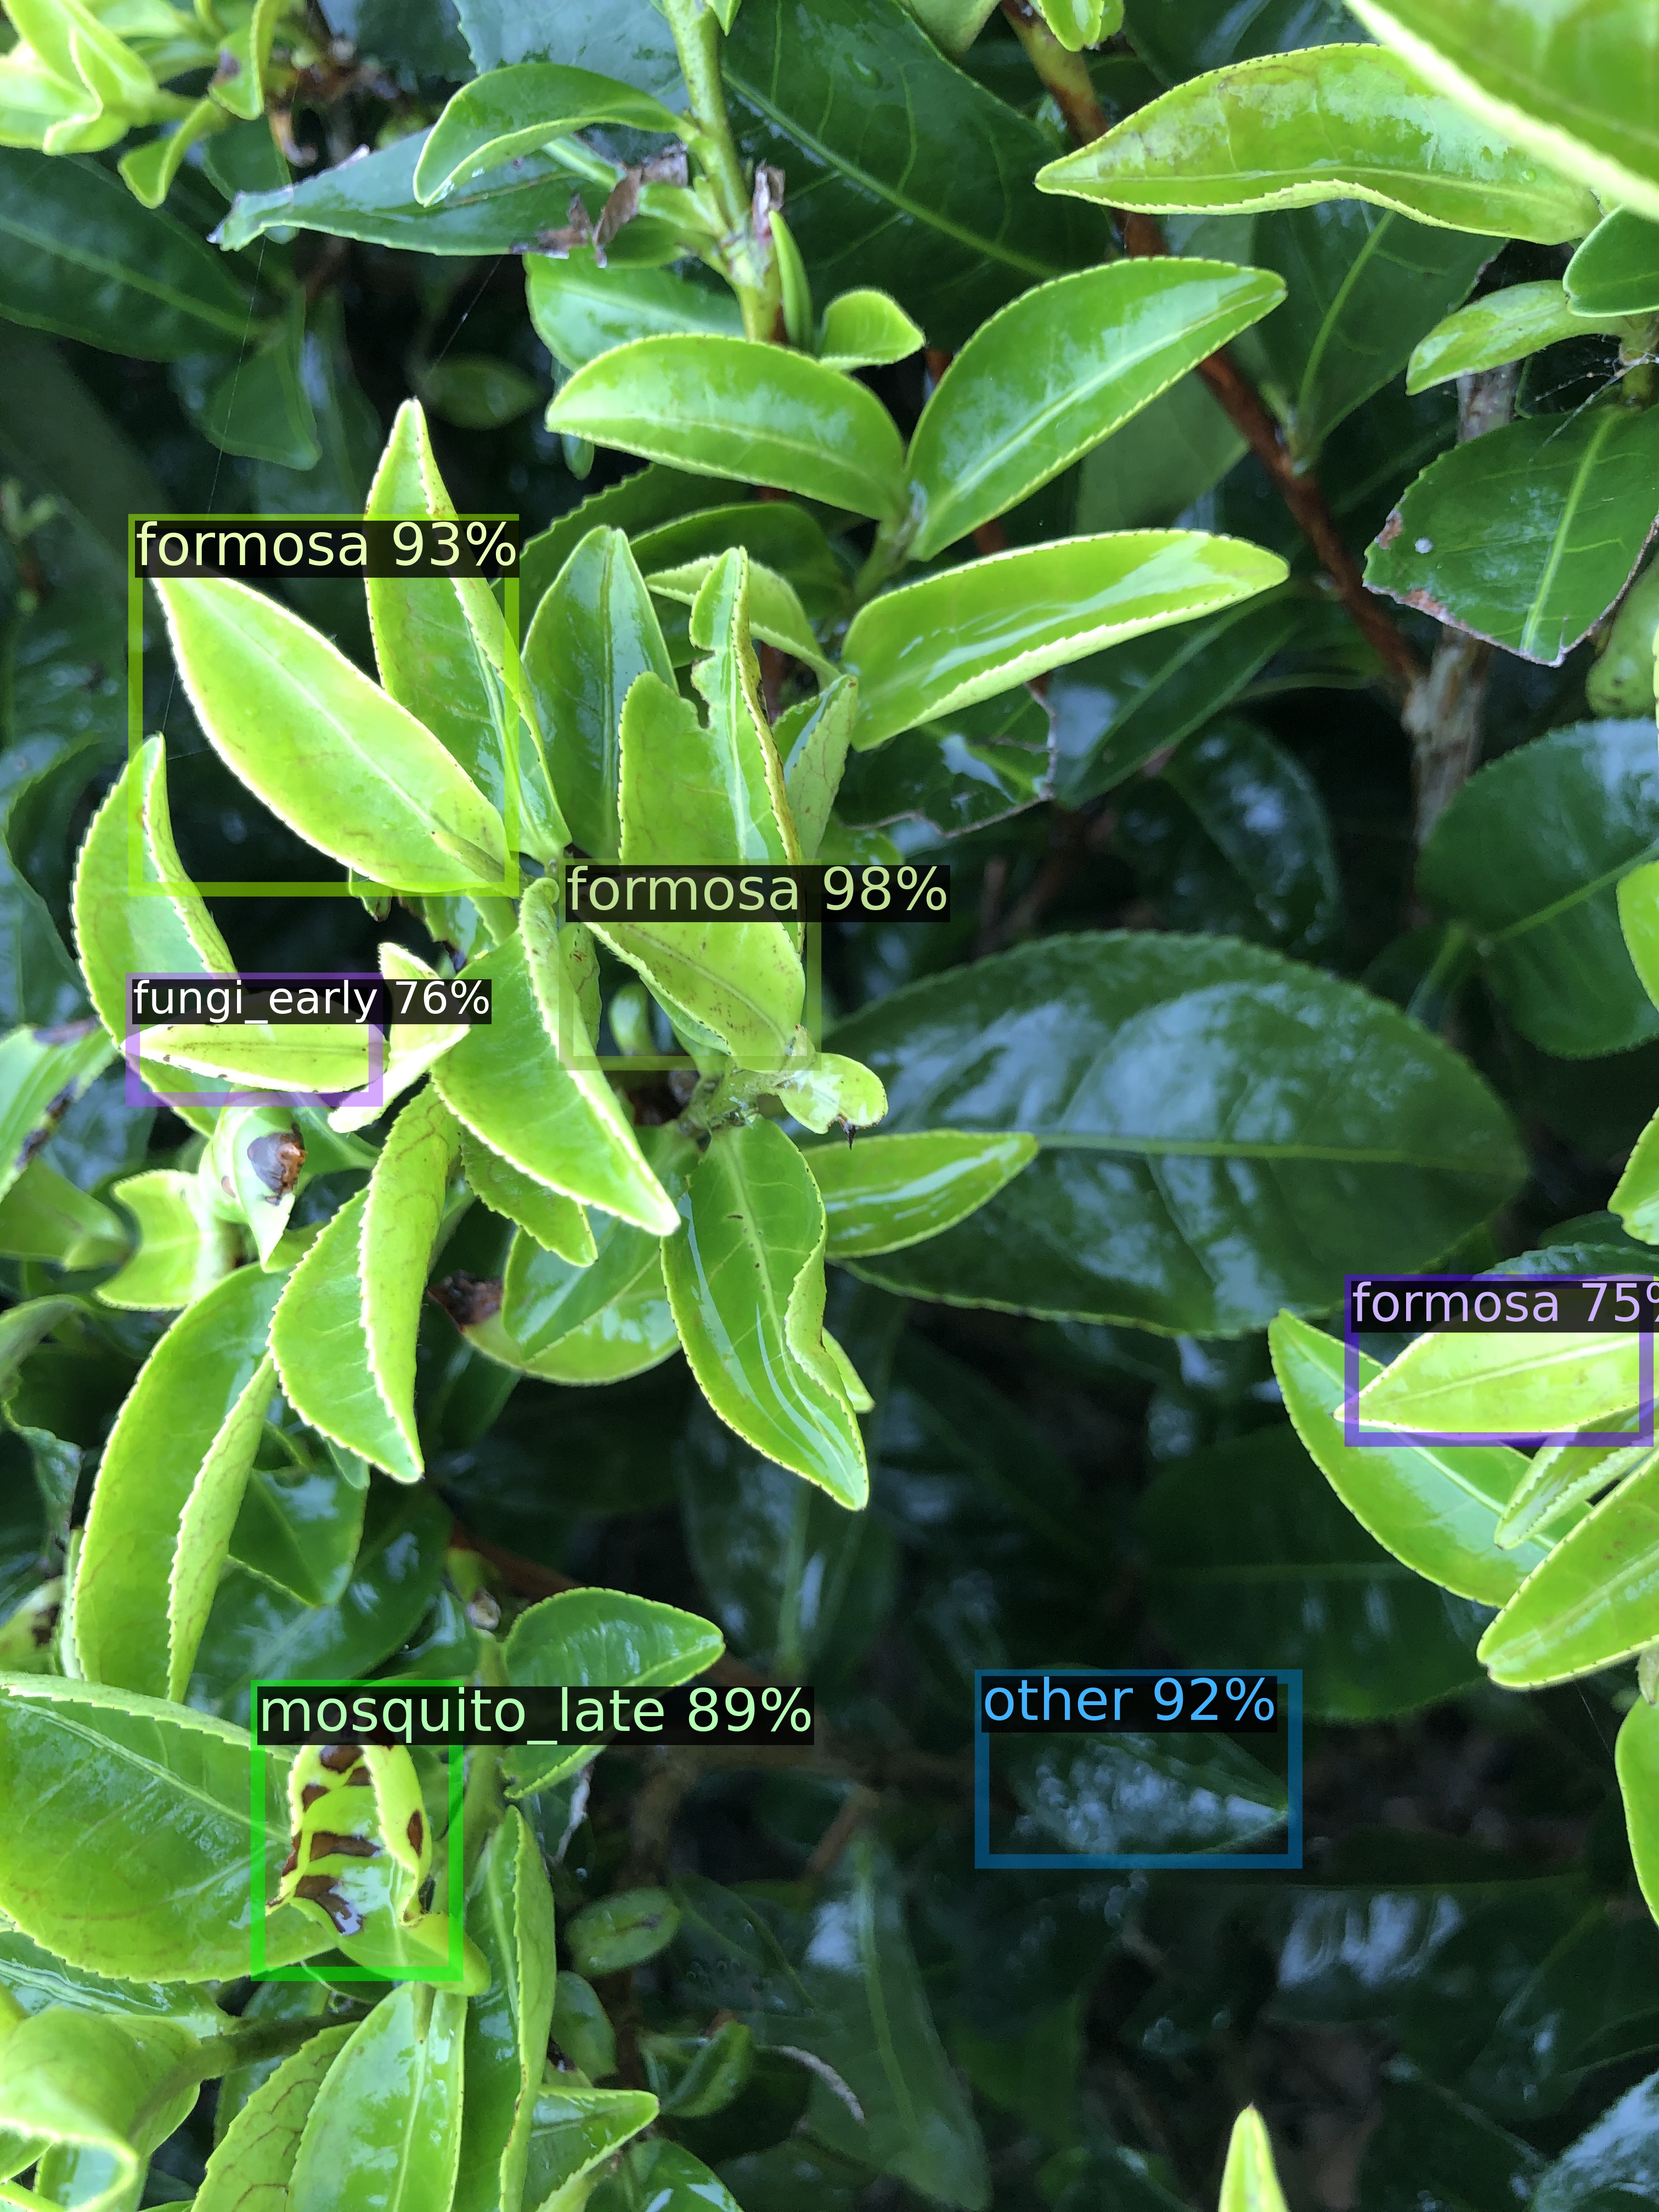 formosa 93%
formosa 98%
fungi_early 76%
formosa 75%
mosquito_late 89%
other 92%